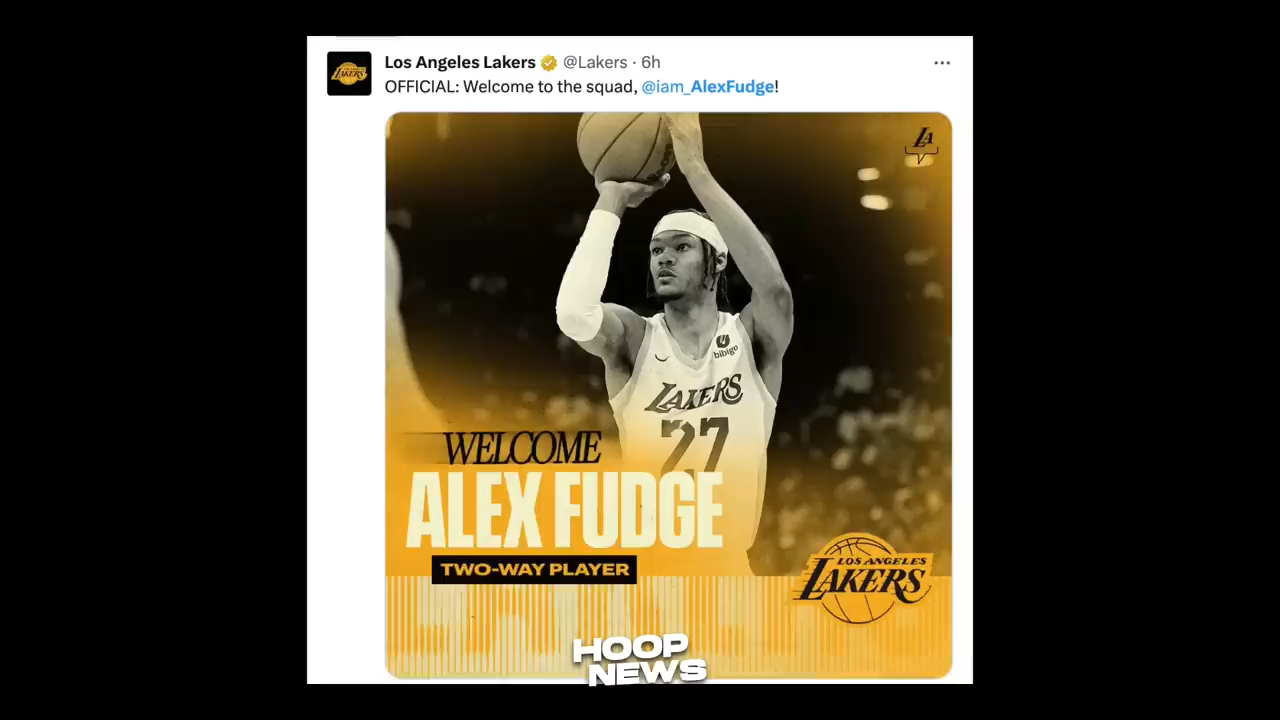 LAKERS
Los Angeles Lakers @Lakers · 6h
OFFICIAL: Welcome to the squad, @iam_AlexFudge!
LA
bibigo
LAKERS
27
WELCOME
ALEX FUDGE
TWO-WAY PLAYER
LOS ANGELES
LAKERS
HOOP
NEWS